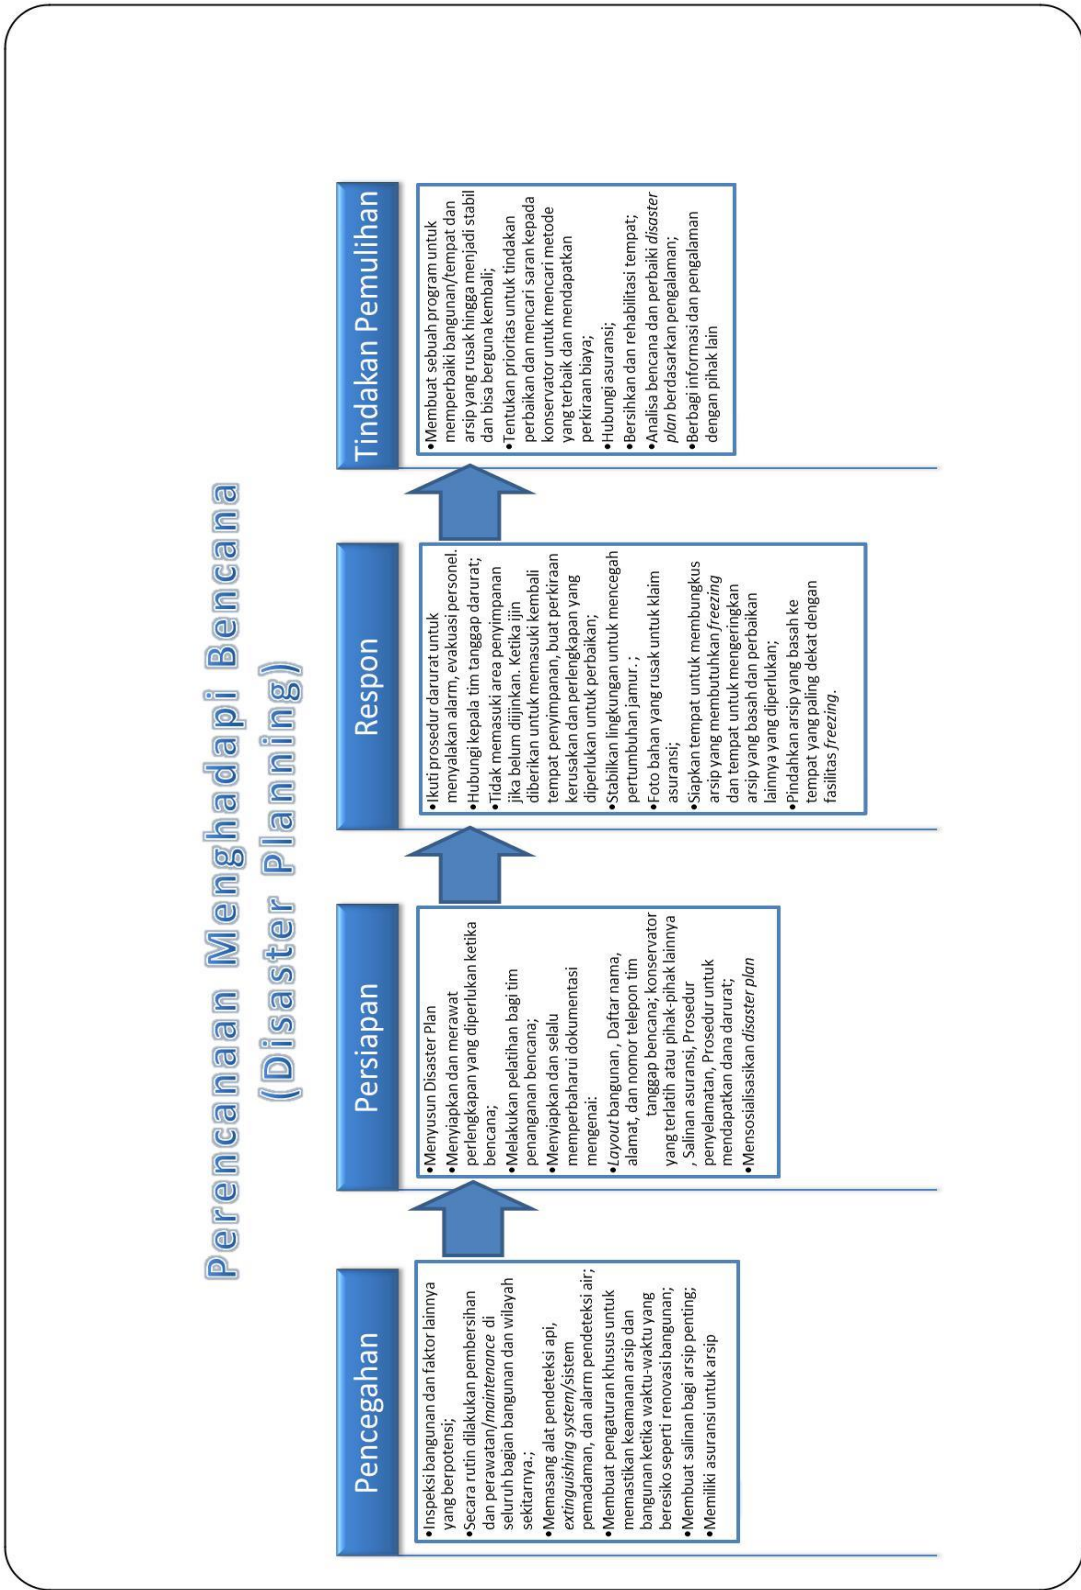 Perencanaan Menghadapi Bencana
(Disaster Planning)
Pencegahan
•Inspeksi bangunan dan faktor lainnya
yang berpotensi;
•Secara rutin dilakukan pembersihan
dan perawatan/maintenance di
seluruh bagian bangunan dan wilayah
sekitarnya.;
•Memasang alat pendeteksi api,
extinguishing system/sistem
pemadaman, dan alarm pendeteksi air;
•Membuat pengaturan khusus untuk
memastikan keamanan arsip dan
bangunan ketika waktu-waktu yang
beresiko seperti renovasi bangunan;
•Membuat salinan bagi arsip penting;
•Memiliki asuransi untuk arsip
Persiapan
•Menyusun Disaster Plan
•Menyiapkan dan merawat
perlengkapan yang diperlukan ketika
bencana;
•Melakukan pelatihan bagi tim
penanganan bencana;
•Menyiapkan dan selalu
memperbaharui dokumentasi
mengenai:
•Layout bangunan , Daftar nama,
alamat, dan nomor telepon tim
tanggap bencana; konservator
yang terlatih atau pihak-pihak lainnya
, Salinan asuransi, Prosedur
penyelamatan, Prosedur untuk
mendapatkan dana darurat;
•Mensosialisasikan disaster plan
Respon
•Ikuti prosedur darurat untuk
menyalakan alarm, evakuasi personel.
•Hubungi kepala tim tanggap darurat;
•Tidak memasuki area penyimpanan
jika belum diijinkan. Ketika ijin
diberikan untuk memasuki kembali
tempat penyimpanan, buat perkiraan
kerusakan dan perlengkapan yang
diperlukan untuk perbaikan;
•Stabilkan lingkungan untuk mencegah
pertumbuhan jamur. ;
•Foto bahan yang rusak untuk klaim
asuransi;
•Siapkan tempat untuk membungkus
arsip yang membutuhkan freezing
dan tempat untuk mengeringkan
arsip yang basah dan perbaikan
lainnya yang diperlukan;
•Pindahkan arsip yang basah ke
tempat yang paling dekat dengan
fasilitas freezing.
Tindakan Pemulihan
•Membuat sebuah program untuk
memperbaiki bangunan/tempat dan
arsip yang rusak hingga menjadi stabil
dan bisa berguna kembali;
•Tentukan prioritas untuk tindakan
perbaikan dan mencari saran kepada
konservator untuk mencari metode
yang terbaik dan mendapatkan
perkiraan biaya;
•Hubungi asuransi;
•Bersihkan dan rehabilitasi tempat;
•Analisa bencana dan perbaiki disaster
plan berdasarkan pengalaman;
•Berbagi informasi dan pengalaman
dengan pihak lain